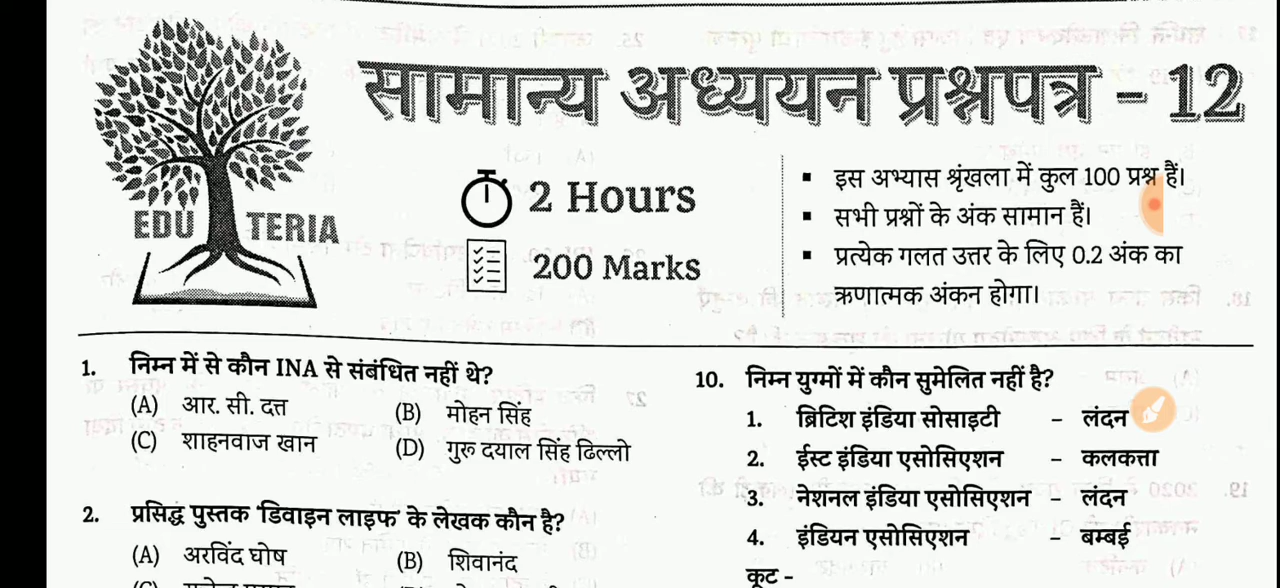 सामान्य अध्ययन प्रश्नपत्र - 12
EDU TERIA
2 Hours
200 Marks
▪ इस अभ्यास श्रृंखला में कुल 100 प्रश्न हैं।
▪ सभी प्रश्नों के अंक सामान हैं।
▪ प्रत्येक गलत उत्तर के लिए 0.2 अंक का
ऋणात्मक अंकन होगा।
1. निम्न में से कौन INA से संबंधित नहीं थे?
(A) आर. सी. दत्त (B) मोहन सिंह
(C) शाहनवाज खान (D) गुरू दयाल सिंह ढिल्लो
2. प्रसिद्ध पुस्तक 'डिवाइन लाइफ' के लेखक कौन है?
(A) अरविंद घोष (B) शिवानंद
10. निम्न युग्मों में कौन सुमेलित नहीं है?
1. ब्रिटिश इंडिया सोसाइटी - लंदन
2. ईस्ट इंडिया एसोसिएशन - कलकत्ता
3. नेशनल इंडिया एसोसिएशन - लंदन
4. इंडियन एसोसिएशन - बम्बई
कूट -